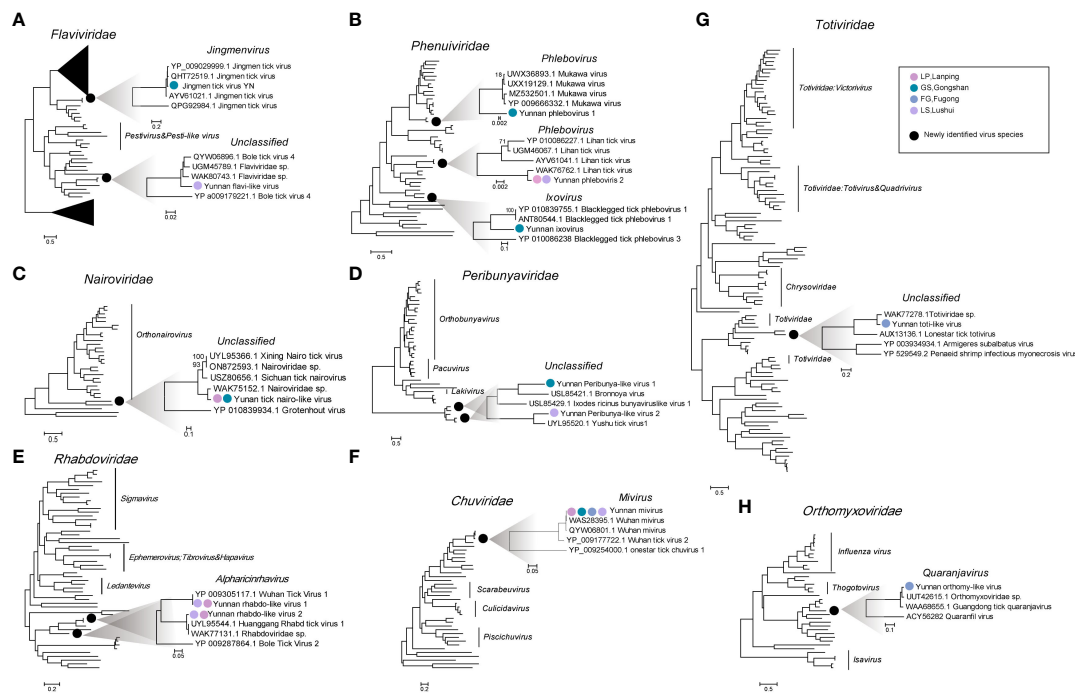 A
Flaviviridae
Jingmenvirus
YP_009029999.1 Jingmen tick virus
QHT72519.1 Jingmen tick virus
Jingmen tick virus YN
AYV61021.1 Jingmen tick virus
QPG92984.1 Jingmen tick virus
0.2
Pestivirus&Pesti-like virus
Unclassified
QYW06896.1 Bole tick virus 4
UGM45789.1 Flaviviridae sp.
WAK80743.1 Flaviviridae sp.
Yunnan flavi-like virus
YP a009179221.1 Bole tick virus 4
0.02
0.5
B
Phenuiviridae
Phlebovirus
18
UWX36893.1 Mukawa virus
UXX19129.1 Mukawa virus
MZ532501.1 Mukawa virus
YP 009666332.1 Mukawa virus
Yunnan phlebovirus 1
0.002
Phlebovirus
71
YP 010086227.1 Lihan tick virus
UGM46067.1 Lihan tick virus
AYV61041.1 Lihan tick virus
WAK76762.1 Lihan tick virus
Yunnan phleboviris 2
0.002
Ixovirus
100
YP 010839755.1 Blacklegged tick phlebovirus 1
ANT80544.1 Blacklegged tick phlebovirus 1
Yunnan ixovirus
YP 010086238 Blacklegged tick phlebovirus 3
0.1
0.5
G
Totiviridae
Totiviridae:Victorivirus
Totiviridae:Totivirus&Quadrivirus
Chrysoviridae
Totiviridae
Totiviridae
Unclassified
WAK77278.1Totiviridae sp.
Yunnan toti-like virus
AUX13136.1 Lonestar tick totivirus
YP 003934934.1 Armigeres subalbatus virus
YP 529549.2 Penaeid shrimp infectious myonecrosis virus
0.2
0.5
LP,Lanping
GS,Gongshan
FG,Fugong
LS,Lushui
Newly identified virus species
C
Nairoviridae
Orthonairovirus
Unclassified
100
93
UYL95366.1 Xining Nairo tick virus
ON872593.1 Nairoviridae sp.
USZ80656.1 Sichuan tick nairovirus
WAK75152.1 Nairoviridae sp.
Yunan tick nairo-like virus
YP 010839934.1 Grotenhout virus
0.1
0.5
D
Peribunyaviridae
Orthobunyavirus
Pacuvirus
Lakivirus
Unclassified
Yunnan Peribunya-like virus 1
USL85421.1 Bronnoya virus
USL85429.1 Ixodes ricinus bunyaviruslike virus 1
Yunnan Peribunya-like virus 2
UYL95520.1 Yushu tick virus1
0.2
0.5
E
Rhabdoviridae
Sigmavirus
Ephemerovirus;Tibrovirus&Hapavirus
Ledantevirus
Alpharicinrhavirus
YP 009305117.1 Wuhan Tick Virus 1
Yunnan rhabdo-like virus 1
Yunnan rhabdo-like virus 2
UYL95544.1 Huanggang Rhabd tick virus 1
WAK77131.1 Rhabdoviridae sp.
YP 009287864.1 Bole Tick Virus 2
0.05
0.2
F
Chuviridae
Mivirus
Yunnan mivirus
WAS28395.1 Wuhan mivirus
QYW06801.1 Wuhan mivirus
YP_009177722.1 Wuhan tick virus 2
YP_009254000.1 onestar tick chuvirus 1
0.05
Scarabeuvirus
Culicidavirus
Piscichuvirus
0.2
H
Orthomyxoviridae
Influenza virus
Thogotovirus
Isavirus
Quaranjavirus
Yunnan orthomy-like virus
UUT42615.1 Orthomyxoviridae sp
WAA68655.1 Guangdong tick quaranjavirus
ACY56282 Quaranfil virus
0.1
0.5